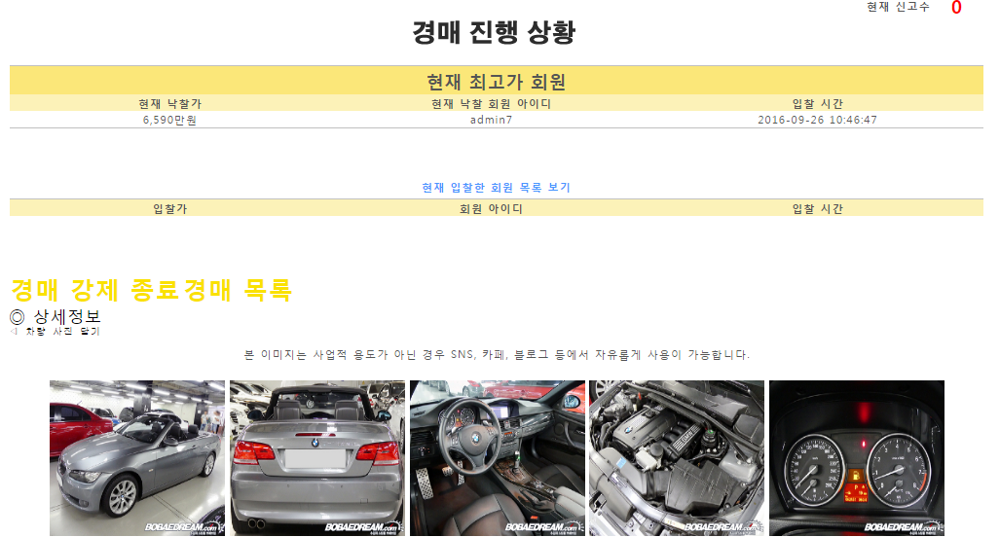 현재 신고수 0
경매 진행 상황
현재 최고가 회원
현재 낙찰가 현재 낙찰 회원 아이디 입찰 시간
6,590만원 admin7 2016-09-26 10:46:47
현재 입찰한 회원 목록 보기
입찰가 회원 아이디 입찰 시간
경매 강제 종료경매 목록
◎ 상세정보
◁ 차량 사진 닫기
본 이미지는 사업적 용도가 아닌 경우 SNS, 카페, 블로그 등에서 자유롭게 사용이 가능합니다.
BOBAEDREAM.com BOBAEDREAM.com BOBAEDREAM.com BOBAEDREAM.com BOBAEDREAM.com